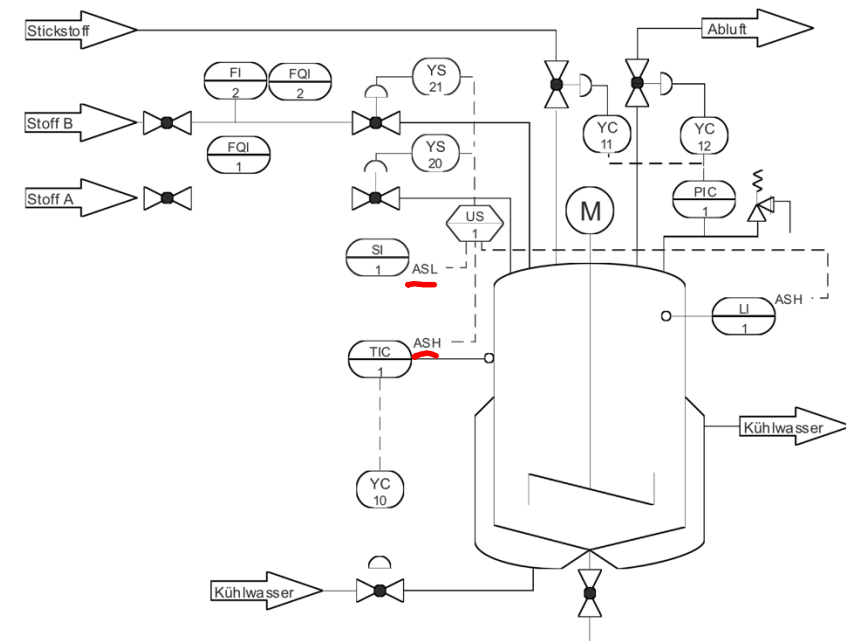 Stickstoff
Abluft
FI
2
FQI
2
YS
21
Stoff B
YC
11
YC
12
FQI
1
YS
20
Stoff A
PIC
1
M
US
1
SI
1
ASL
ASH
LI
1
ASH
TIC
1
Kühlwasser
YC
10
Kühlwasser